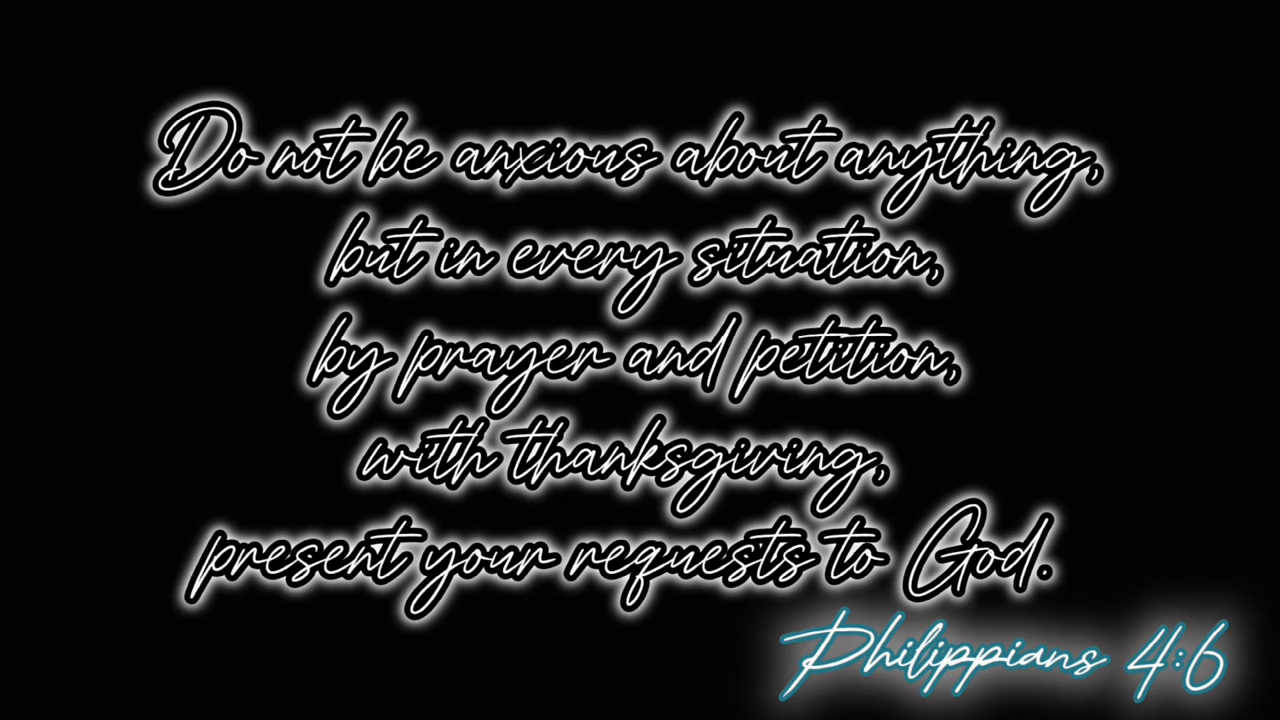 Do not be anxious about anything,
but in every situation,
by prayer and petition,
with thanksgiving,
present your requests to God.
Philippians 4:6